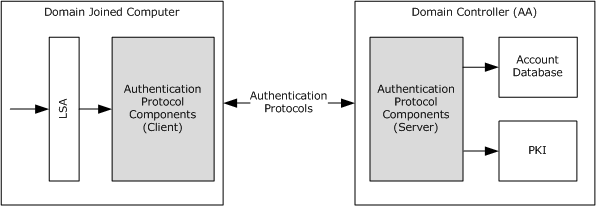 Domain Joined Computer
LSA
Authentication
Protocol
Components
(Client)
Authentication
Protocols
Domain Controller (AA)
Authentication
Protocol
Components
(Server)
Account
Database
PKI